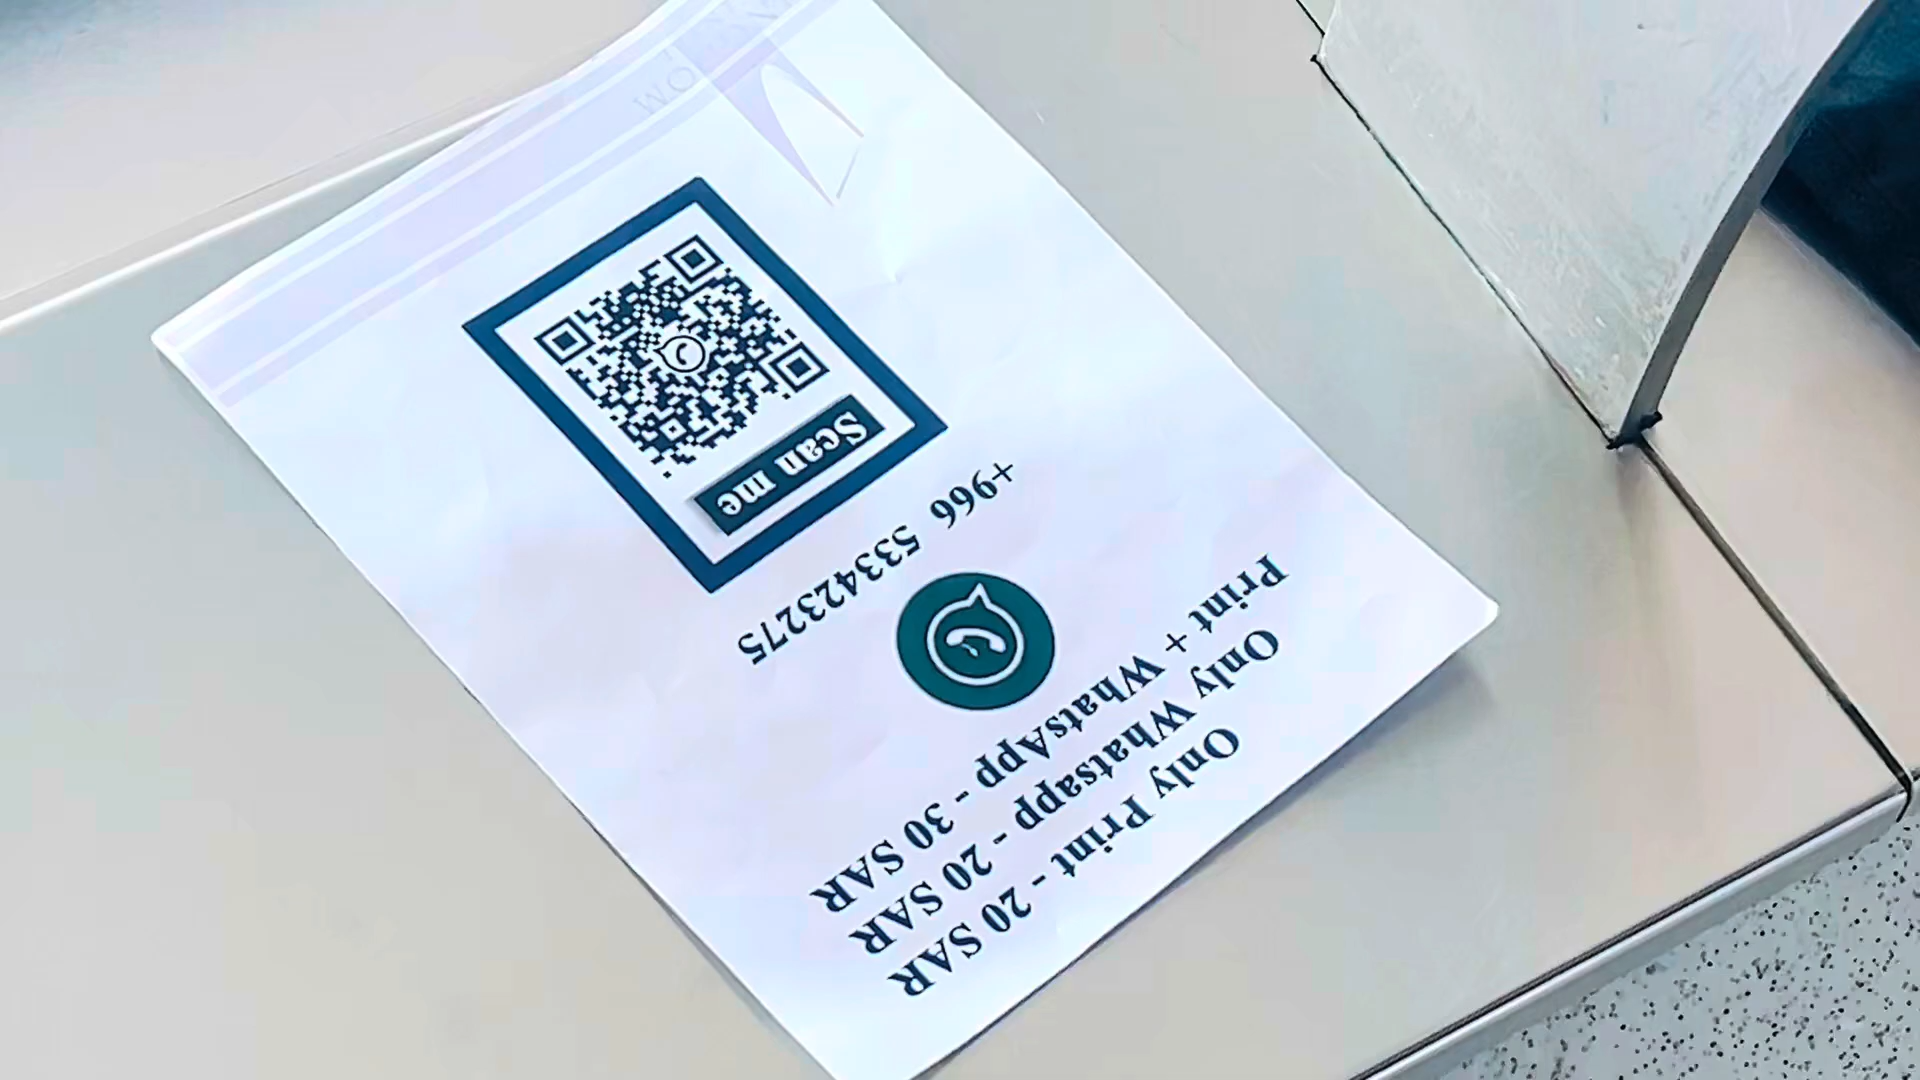 Only Print - 20 SAR
Only Whatsapp - 20 SAR
Print + WhatsApp - 30 SAR
+966 533423275
Scan me